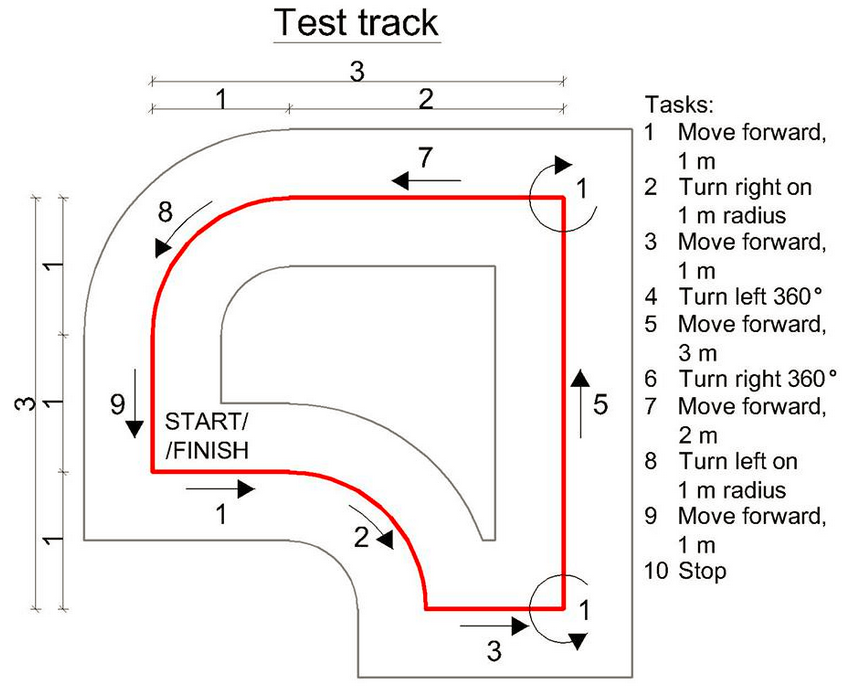 Test track
3
1
2
7
1
8
1
1
3
9
START/
/FINISH
5
1
2
1
1
3
Tasks:
1 Move forward,
1 m
2 Turn right on
1 m radius
3 Move forward,
1 m
4 Turn left 360°
5 Move forward,
3 m
6 Turn right 360°
7 Move forward,
2 m
8 Turn left on
1 m radius
9 Move forward,
1 m
10 Stop